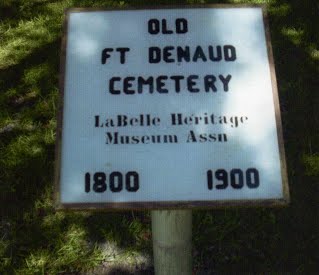 OLD
FT DENAUD
CEMETERY
LaBelle Heritage
Museum Assn
1800 1900